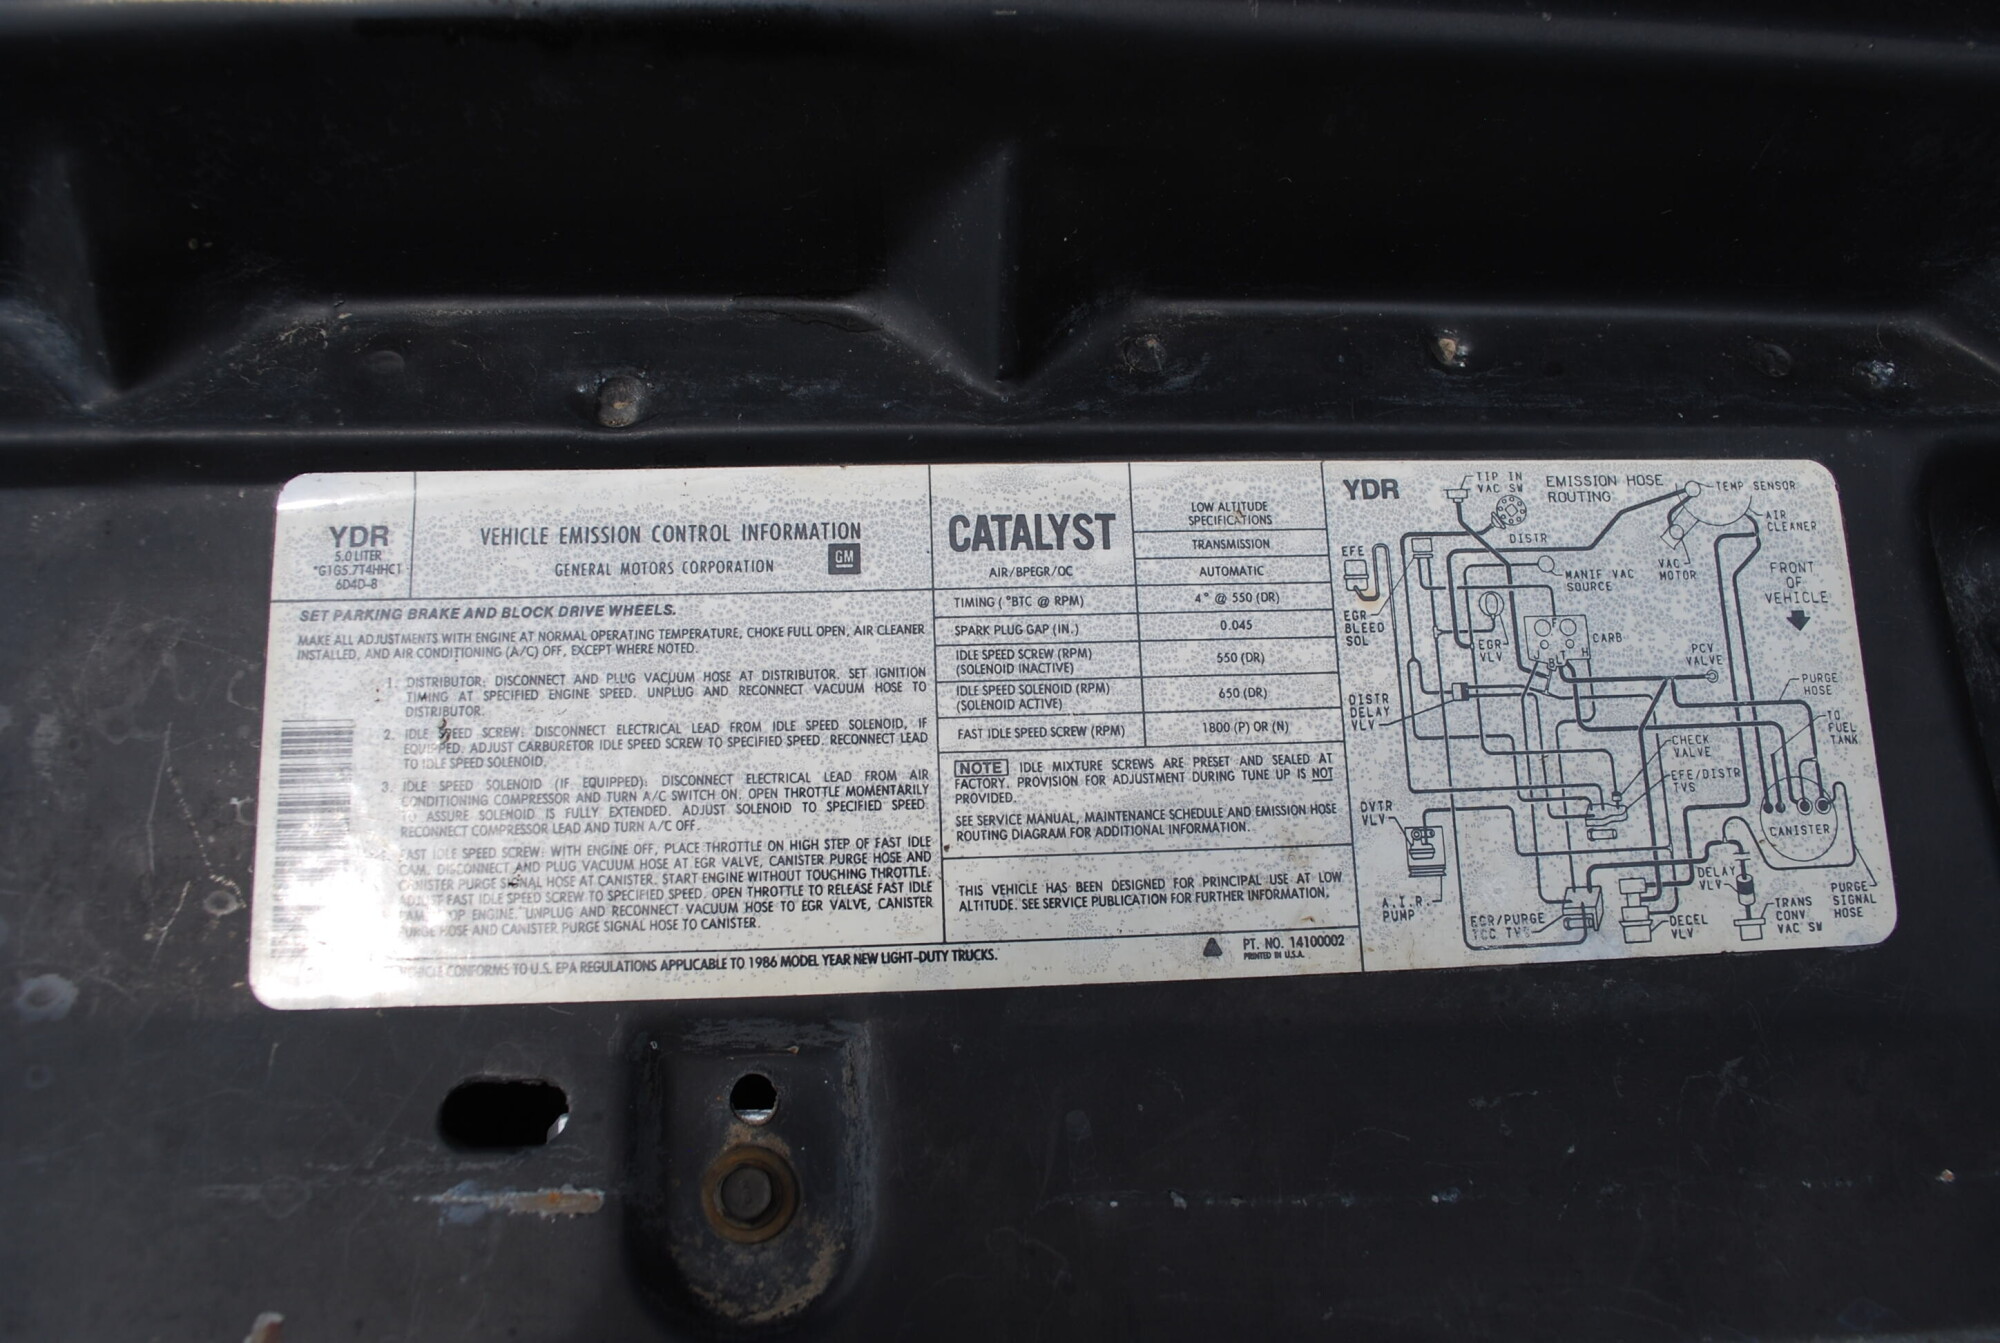 YDR
5.0 LITER
*G1G5.7T4HHC1
6D4D-8
VEHICLE EMISSION CONTROL INFORMATION
GENERAL MOTORS CORPORATION
GM
SET PARKING BRAKE AND BLOCK DRIVE WHEELS.
MAKE ALL ADJUSTMENTS WITH ENGINE AT NORMAL OPERATING TEMPERATURE, CHOKE FULL OPEN, AIR CLEANER
INSTALLED, AND AIR CONDITIONING (A/C) OFF, EXCEPT WHERE NOTED.
1. DISTRIBUTOR: DISCONNECT AND PLUG VACUUM HOSE AT DISTRIBUTOR. SET IGNITION
TIMING AT SPECIFIED ENGINE SPEED. UNPLUG AND RECONNECT VACUUM HOSE TO
DISTRIBUTOR.
2. IDLE SPEED SCREW: DISCONNECT ELECTRICAL LEAD FROM IDLE SPEED SOLENOID, IF
EQUIPPED. ADJUST CARBURETOR IDLE SPEED SCREW TO SPECIFIED SPEED. RECONNECT LEAD
TO IDLE SPEED SOLENOID.
3. IDLE SPEED SOLENOID (IF EQUIPPED): DISCONNECT ELECTRICAL LEAD FROM AIR
CONDITIONING COMPRESSOR AND TURN A/C SWITCH ON. OPEN THROTTLE MOMENTARILY
TO ASSURE SOLENOID IS FULLY EXTENDED. ADJUST SOLENOID TO SPECIFIED SPEED.
RECONNECT COMPRESSOR LEAD AND TURN A/C OFF.
FAST IDLE SPEED SCREW: WITH ENGINE OFF, PLACE THROTTLE ON HIGH STEP OF FAST IDLE
CAM. DISCONNECT AND PLUG VACUUM HOSE AT EGR VALVE, CANISTER PURGE HOSE AND
CANISTER PURGE SIGNAL HOSE AT CANISTER. START ENGINE WITHOUT TOUCHING THROTTLE.
ADJUST FAST IDLE SPEED SCREW TO SPECIFIED SPEED. OPEN THROTTLE TO RELEASE FAST IDLE
CAM. STOP ENGINE. UNPLUG AND RECONNECT VACUUM HOSE TO EGR VALVE, CANISTER
PURGE HOSE AND CANISTER PURGE SIGNAL HOSE TO CANISTER.
VEHICLE CONFORMS TO U.S. EPA REGULATIONS APPLICABLE TO 1986 MODEL YEAR NEW LIGHT-DUTY TRUCKS.
CATALYST
AIR/BPEGR/OC
LOW ALTITUDE
SPECIFICATIONS
TRANSMISSION
AUTOMATIC
TIMING (°BTC @ RPM) 4° @ 550 (DR)
SPARK PLUG GAP (IN.) 0.045
IDLE SPEED SCREW (RPM)
(SOLENOID INACTIVE) 550 (DR)
IDLE SPEED SOLENOID (RPM)
(SOLENOID ACTIVE) 650 (DR)
FAST IDLE SPEED SCREW (RPM) 1800 (P) OR (N)
NOTE IDLE MIXTURE SCREWS ARE PRESET AND SEALED AT
FACTORY. PROVISION FOR ADJUSTMENT DURING TUNE UP IS NOT
PROVIDED.
SEE SERVICE MANUAL, MAINTENANCE SCHEDULE AND EMISSION HOSE
ROUTING DIAGRAM FOR ADDITIONAL INFORMATION.
THIS VEHICLE HAS BEEN DESIGNED FOR PRINCIPAL USE AT LOW
ALTITUDE. SEE SERVICE PUBLICATION FOR FURTHER INFORMATION.
PT. NO. 14100002
PRINTED IN U.S.A.
YDR
EMISSION HOSE
ROUTING
TIP IN
VAC SW
DISTR
TEMP SENSOR
AIR
CLEANER
VAC
MOTOR
MANIF VAC
SOURCE
FRONT
OF
VEHICLE
EFE
EGR
BLEED
SOL
EGR
VLV
F
CARB
J
B
T
H
PCV
VALVE
PURGE
HOSE
TO
FUEL
TANK
DISTR
DELAY
VLV
CHECK
VALVE
EFE/DISTR
TVS
DVTR
VLV
CANISTER
A.I.R.
PUMP
EGR/PURGE
TCC TVS
DECEL
VLV
DELAY
VLV
TRANS
CONV
VAC SW
PURGE
SIGNAL
HOSE